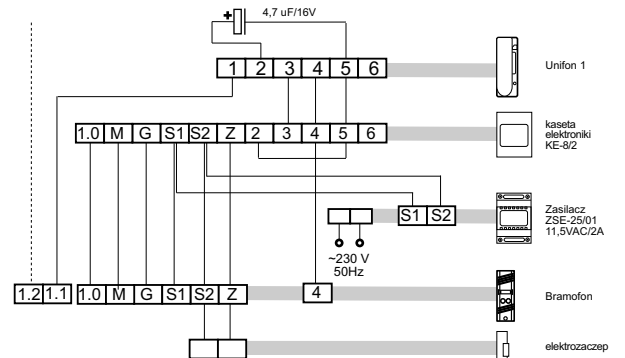 + 4,7 uF/16V
1 2 3 4 5 6
Unifon 1
1.0 M G S1 S2 Z 2 3 4 5 6
kaseta
elektroniki
KE-8/2
S1 S2
Zasilacz
ZSE-25/01
11,5VAC/2A
~230 V
50Hz
1.2 1.1 1.0 M G S1 S2 Z 4
Bramofon
elektrozaczep